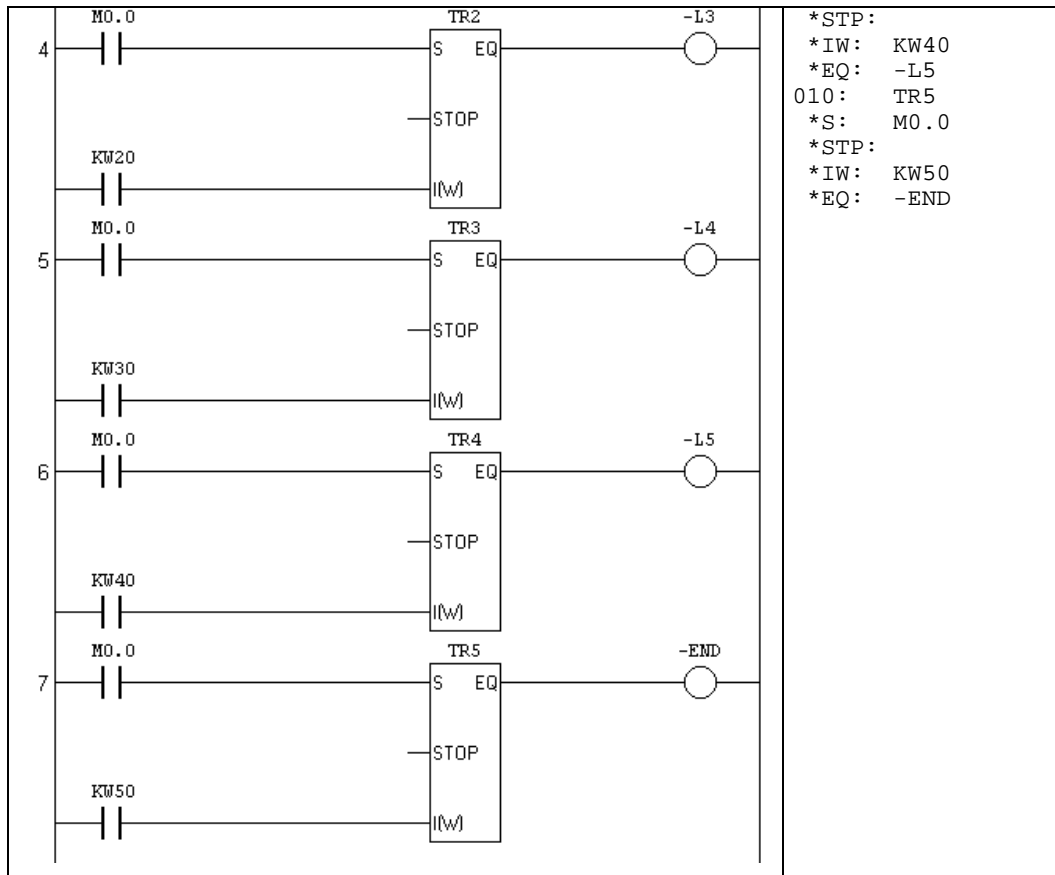 M0.0 TR2 -L3
4 S EQ
STOP
KW20
I(W)
M0.0 TR3 -L4
5 S EQ
STOP
KW30
I(W)
M0.0 TR4 -L5
6 S EQ
STOP
KW40
I(W)
M0.0 TR5 -END
7 S EQ
STOP
KW50
I(W)
*STP:
*IW: KW40
*EQ: -L5
010: TR5
*S: M0.0
*STP:
*IW: KW50
*EQ: -END